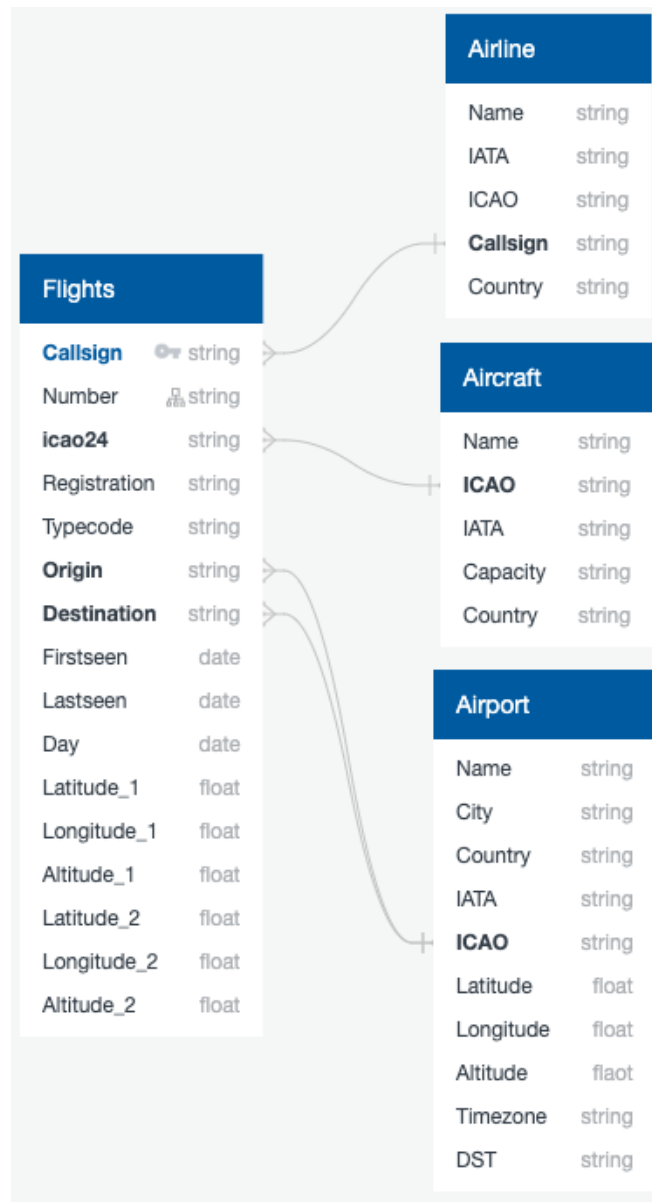 Airline
Name string
IATA string
ICAO string
Callsign string
Country string
Flights
Callsign string
Number string
icao24 string
Registration string
Typecode string
Origin string
Destination string
Firstseen date
Lastseen date
Day date
Latitude_1 float
Longitude_1 float
Altitude_1 float
Latitude_2 float
Longitude_2 float
Altitude_2 float
Aircraft
Name string
ICAO string
IATA string
Capacity string
Country string
Airport
Name string
City string
Country string
IATA string
ICAO string
Latitude float
Longitude float
Altitude flaot
Timezone string
DST string